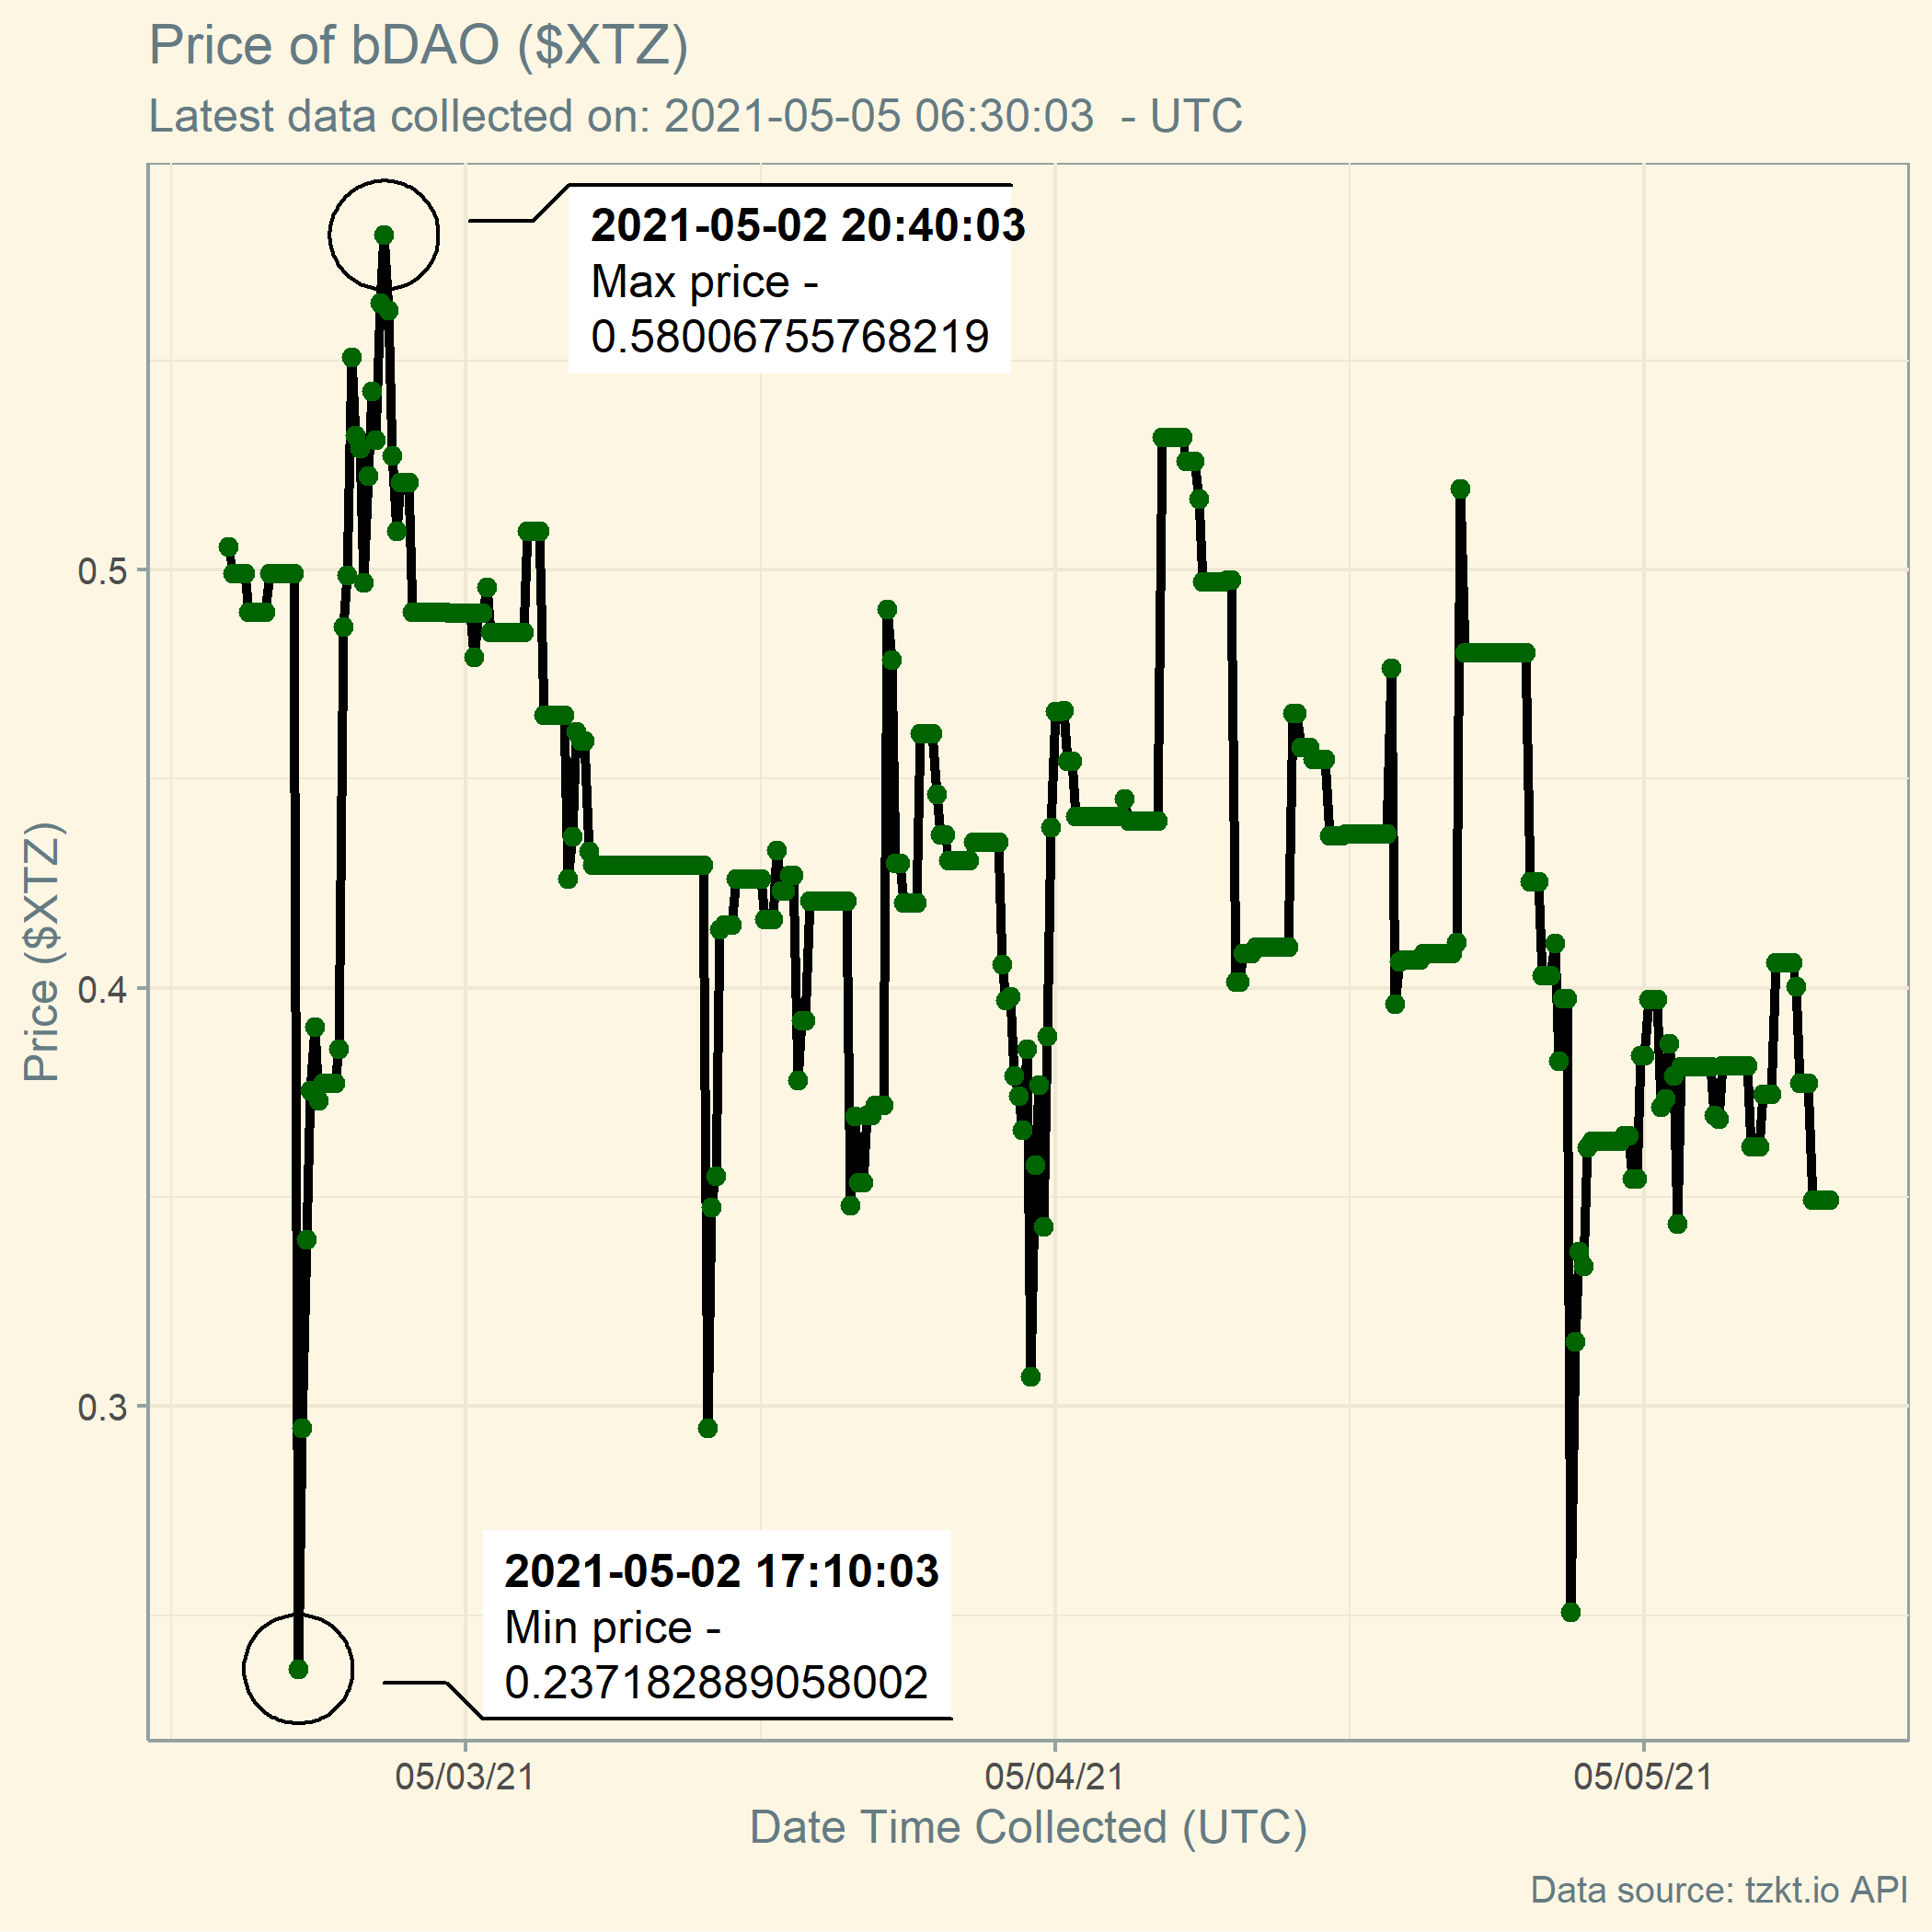 Price of bDAO ($XTZ)
Latest data collected on: 2021-05-05 06:30:03  - UTC
2021-05-02 20:40:03
Max price -
0.58006755768219
0.5
0.4
0.3
Price ($XTZ)
2021-05-02 17:10:03
Min price -
0.237182889058002
05/03/21
05/04/21
05/05/21
Date Time Collected (UTC)
Data source: tzkt.io API